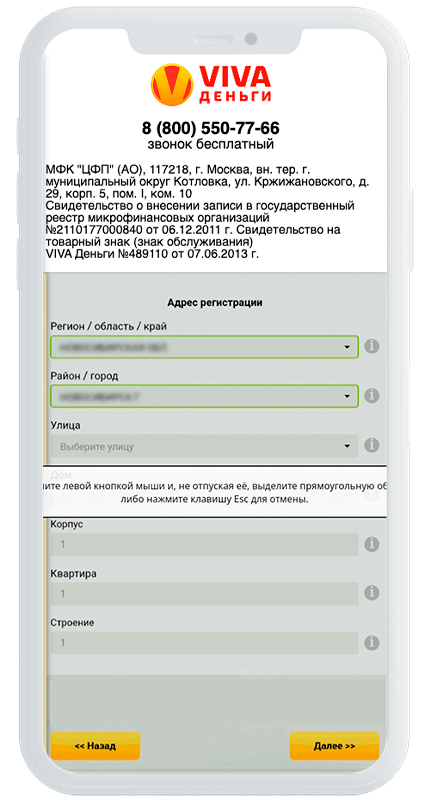 VIVA
ДЕНЬГИ
8 (800) 550-77-66
звонок бесплатный
МФК "ЦФП" (АО), 117218, г. Москва, вн. тер. г.
муниципальный округ Котловка, ул. Кржижановского, д.
29, корп. 5, пом. I, ком. 10
Свидетельство о внесении записи в государственный
реестр микрофинансовых организаций
№2110177000840 от 06.12.2011 г. Свидетельство на
товарный знак (знак обслуживания)
VIVA Деньги №489110 от 07.06.2013 г.
Адрес регистрации
Регион / область / край
Район / город
Улица
Выберите улицу
Дом
ите левой кнопкой мыши и, не отпуская её, выделите прямоугольную об
либо нажмите клавишу Esc для отмены.
Корпус
1
Квартира
1
Строение
1
<< Назад
Далее >>